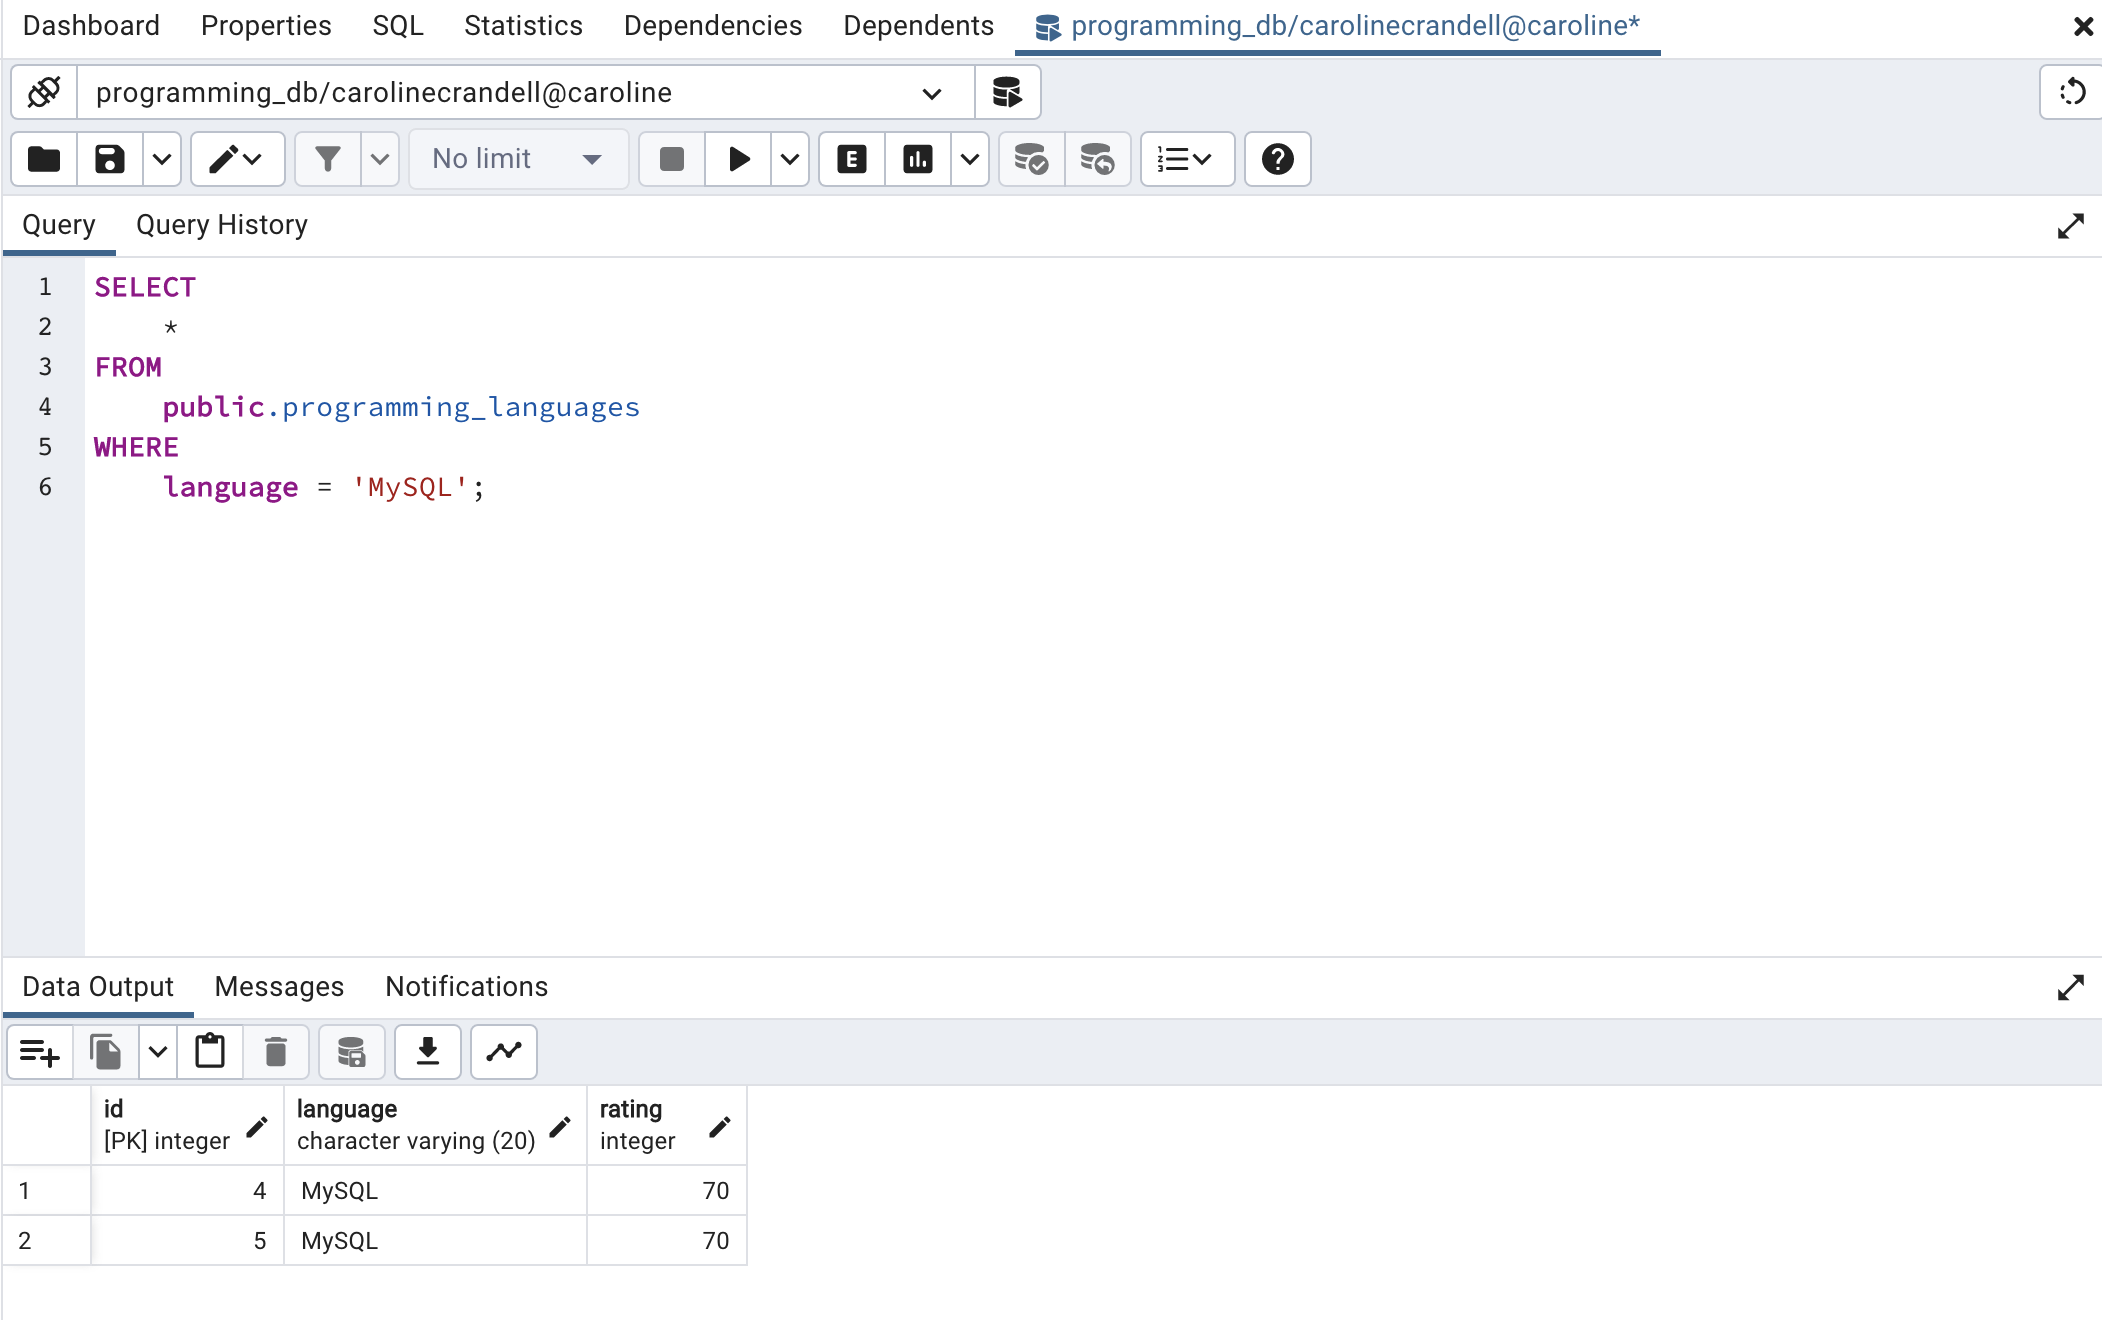 Dashboard Properties SQL Statistics Dependencies Dependents programming_db/carolinecrandell@caroline*
programming_db/carolinecrandell@caroline
No limit E
Query Query History
1 SELECT
2 *
3 FROM
4 public.programming_languages
5 WHERE
6 language = 'MySQL';
Data Output Messages Notifications
id language rating
[PK] integer character varying (20) integer
1 4 MySQL 70
2 5 MySQL 70